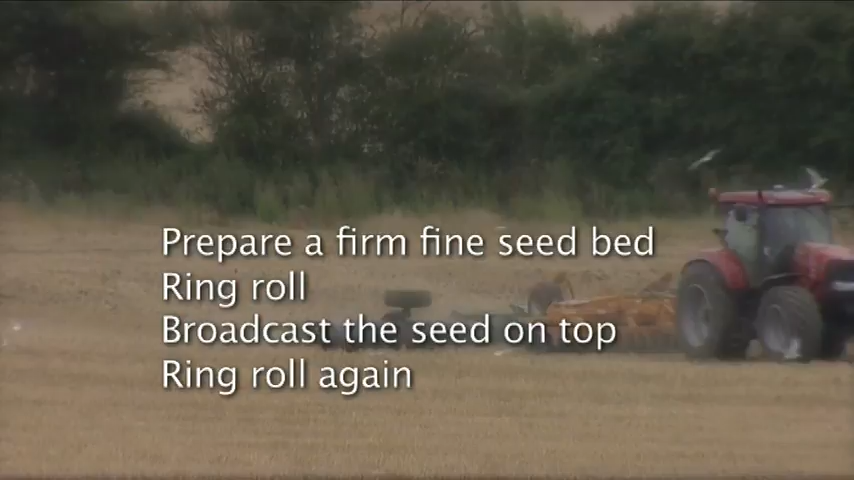 Prepare a firm fine seed bed
Ring roll
Broadcast the seed on top
Ring roll again